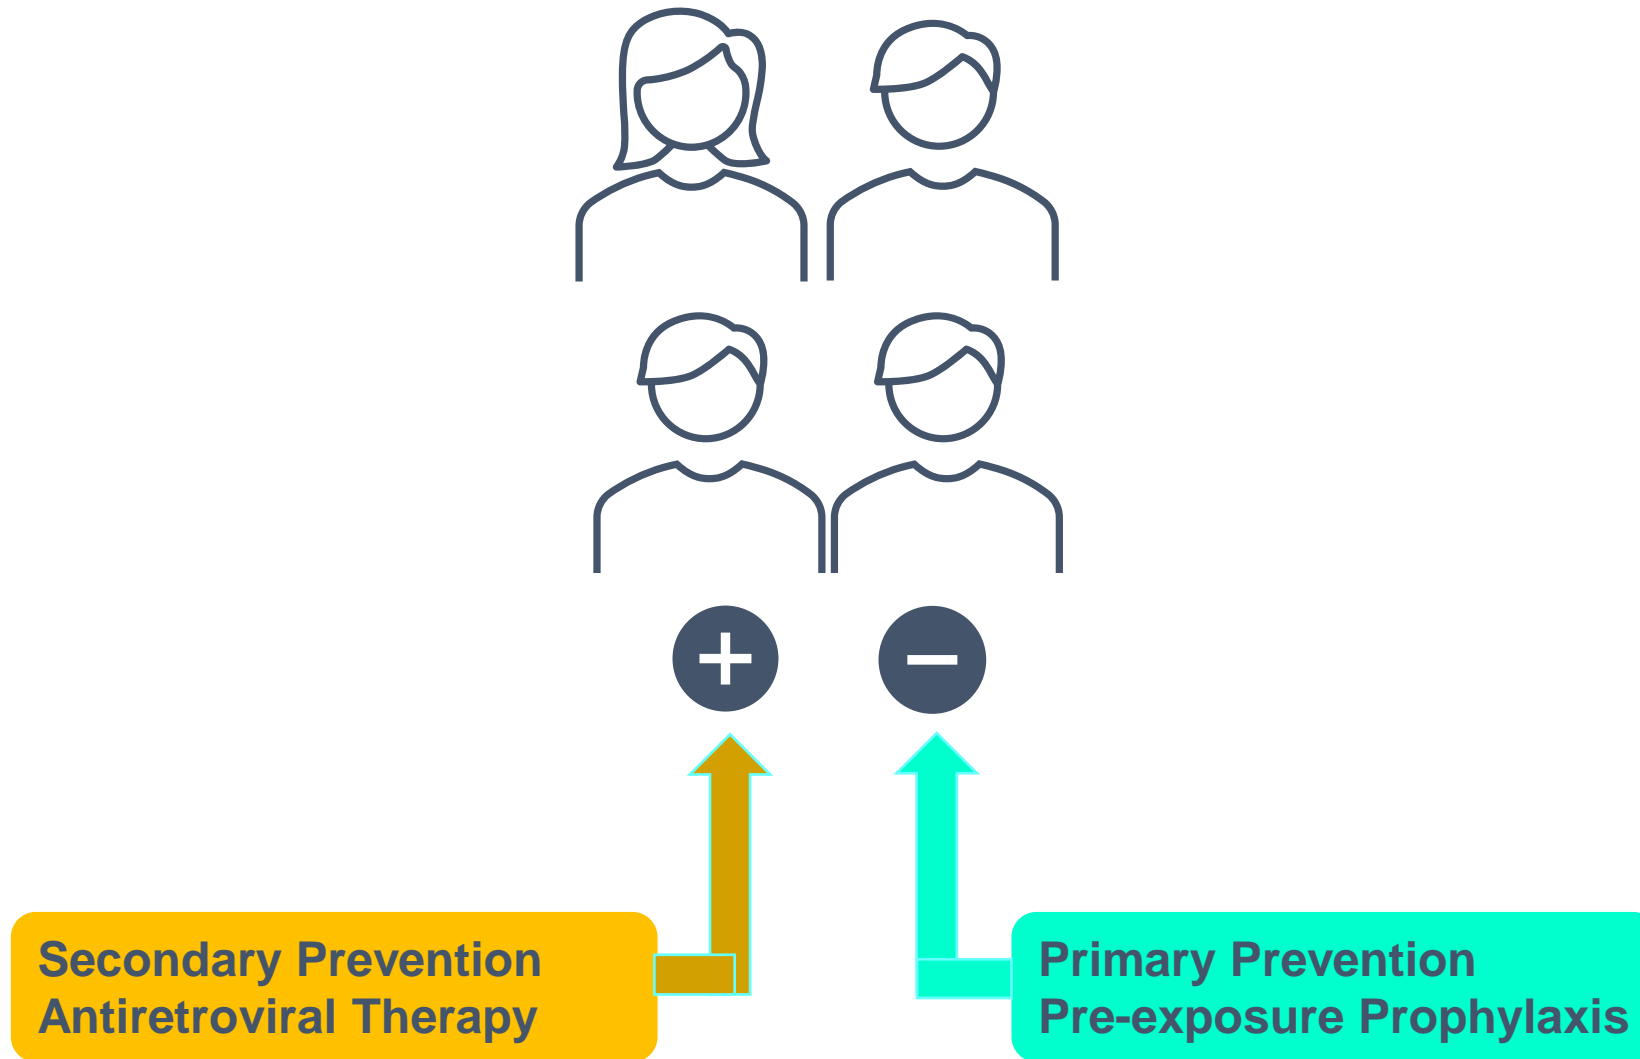 +
−
Secondary Prevention
Antiretroviral Therapy
Primary Prevention
Pre-exposure Prophylaxis